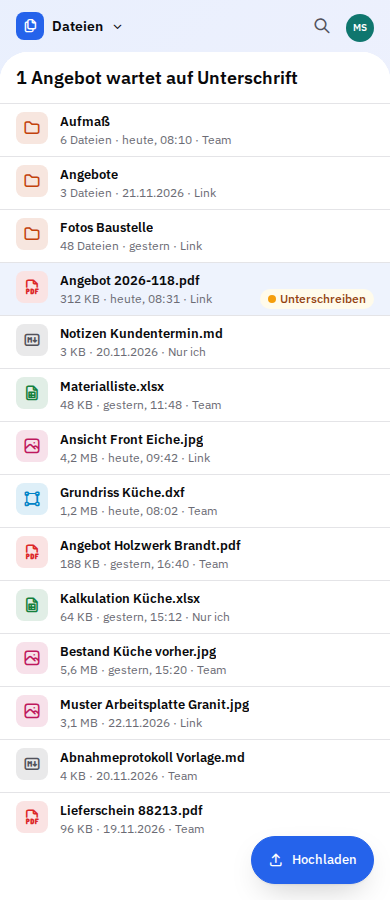 Dateien
MS
1 Angebot wartet auf Unterschrift
Aufmaß
6 Dateien · heute, 08:10 · Team
Angebote
3 Dateien · 21.11.2026 · Link
Fotos Baustelle
48 Dateien · gestern · Link
PDF
Angebot 2026-118.pdf
312 KB · heute, 08:31 · Link
Unterschreiben
M
Notizen Kundentermin.md
3 KB · 20.11.2026 · Nur ich
Materialliste.xlsx
48 KB · gestern, 11:48 · Team
Ansicht Front Eiche.jpg
4,2 MB · heute, 09:42 · Link
Grundriss Küche.dxf
1,2 MB · heute, 08:02 · Team
PDF
Angebot Holzwerk Brandt.pdf
188 KB · gestern, 16:40 · Team
Kalkulation Küche.xlsx
64 KB · gestern, 15:12 · Nur ich
Bestand Küche vorher.jpg
5,6 MB · gestern, 15:20 · Team
Muster Arbeitsplatte Granit.jpg
3,1 MB · 22.11.2026 · Link
M
Abnahmeprotokoll Vorlage.md
4 KB · 20.11.2026 · Team
PDF
Lieferschein 88213.pdf
96 KB · 19.11.2026 · Team
Hochladen